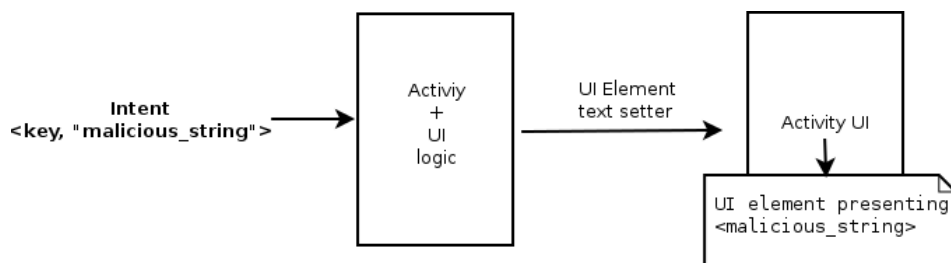 Intent
<key, "malicious_string">
Activiy
+
UI
logic
UI Element
text setter
Activity UI
UI element presenting
<malicious_string>